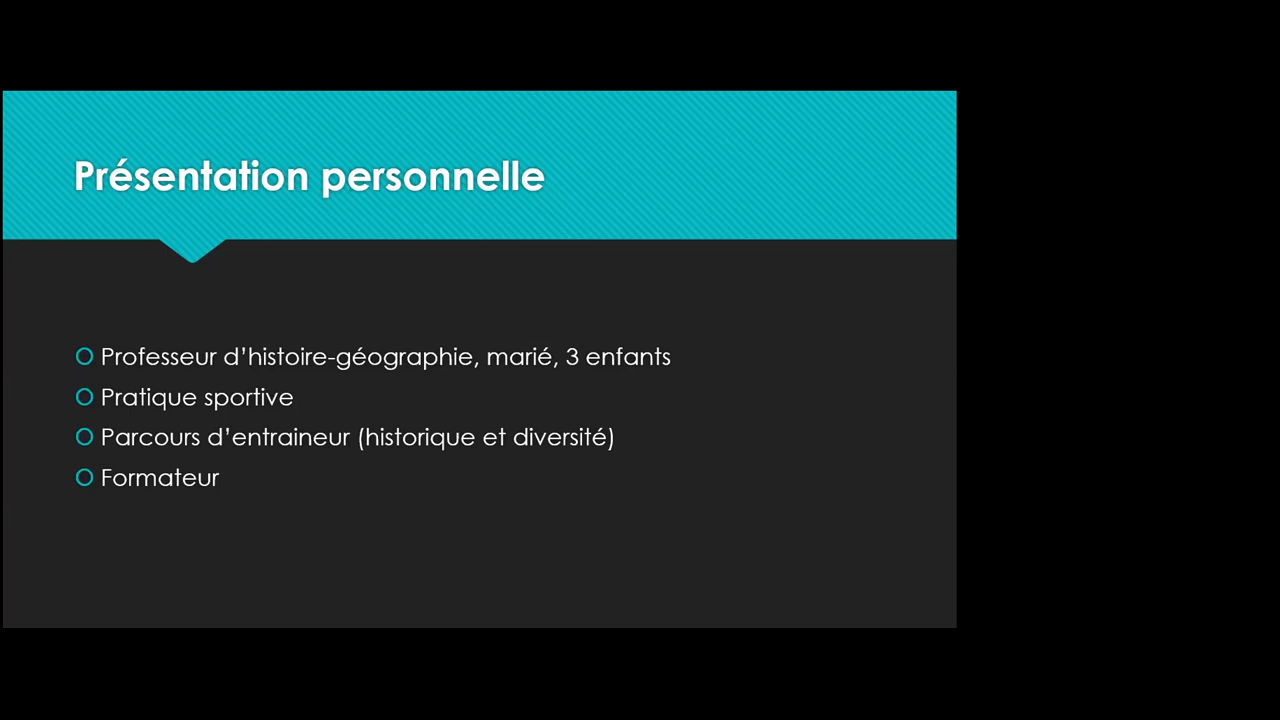 Présentation personnelle
Professeur d’histoire-géographie, marié, 3 enfants
Pratique sportive
Parcours d’entraineur (historique et diversité)
Formateur